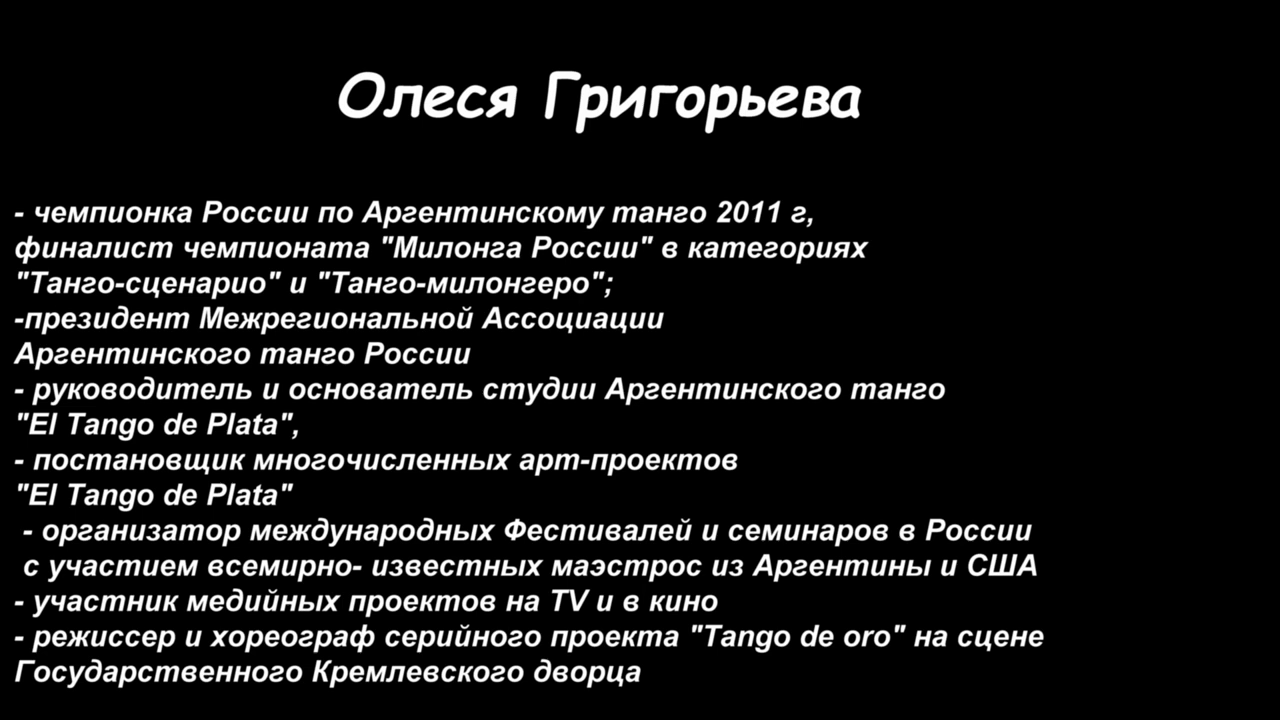 Олеся Григорьева
- чемпионка России по Аргентинскому танго 2011 г,
финалист чемпионата "Милонга России" в категориях
"Танго-сценарио" и "Танго-милонгеро";
-президент Межрегиональной Ассоциации
Аргентинского танго России
- руководитель и основатель студии Аргентинского танго
"El Tango de Plata",
- постановщик многочисленных арт-проектов
"El Tango de Plata"
- организатор международных Фестивалей и семинаров в России
с участием всемирно- известных маэстрос из Аргентины и США
- участник медийных проектов на TV и в кино
- режиссер и хореограф серийного проекта "Tango de oro" на сцене
Государственного Кремлевского дворца